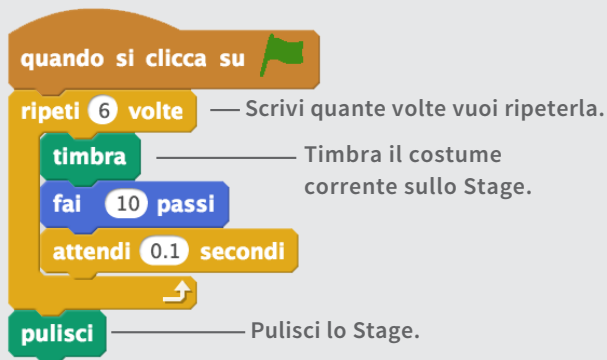 quando si clicca su
ripeti 6 volte
Scrivi quante volte vuoi ripeterla.
timbra
Timbra il costume
corrente sullo Stage.
fai 10 passi
attendi 0.1 secondi
pulisci
Pulisci lo Stage.